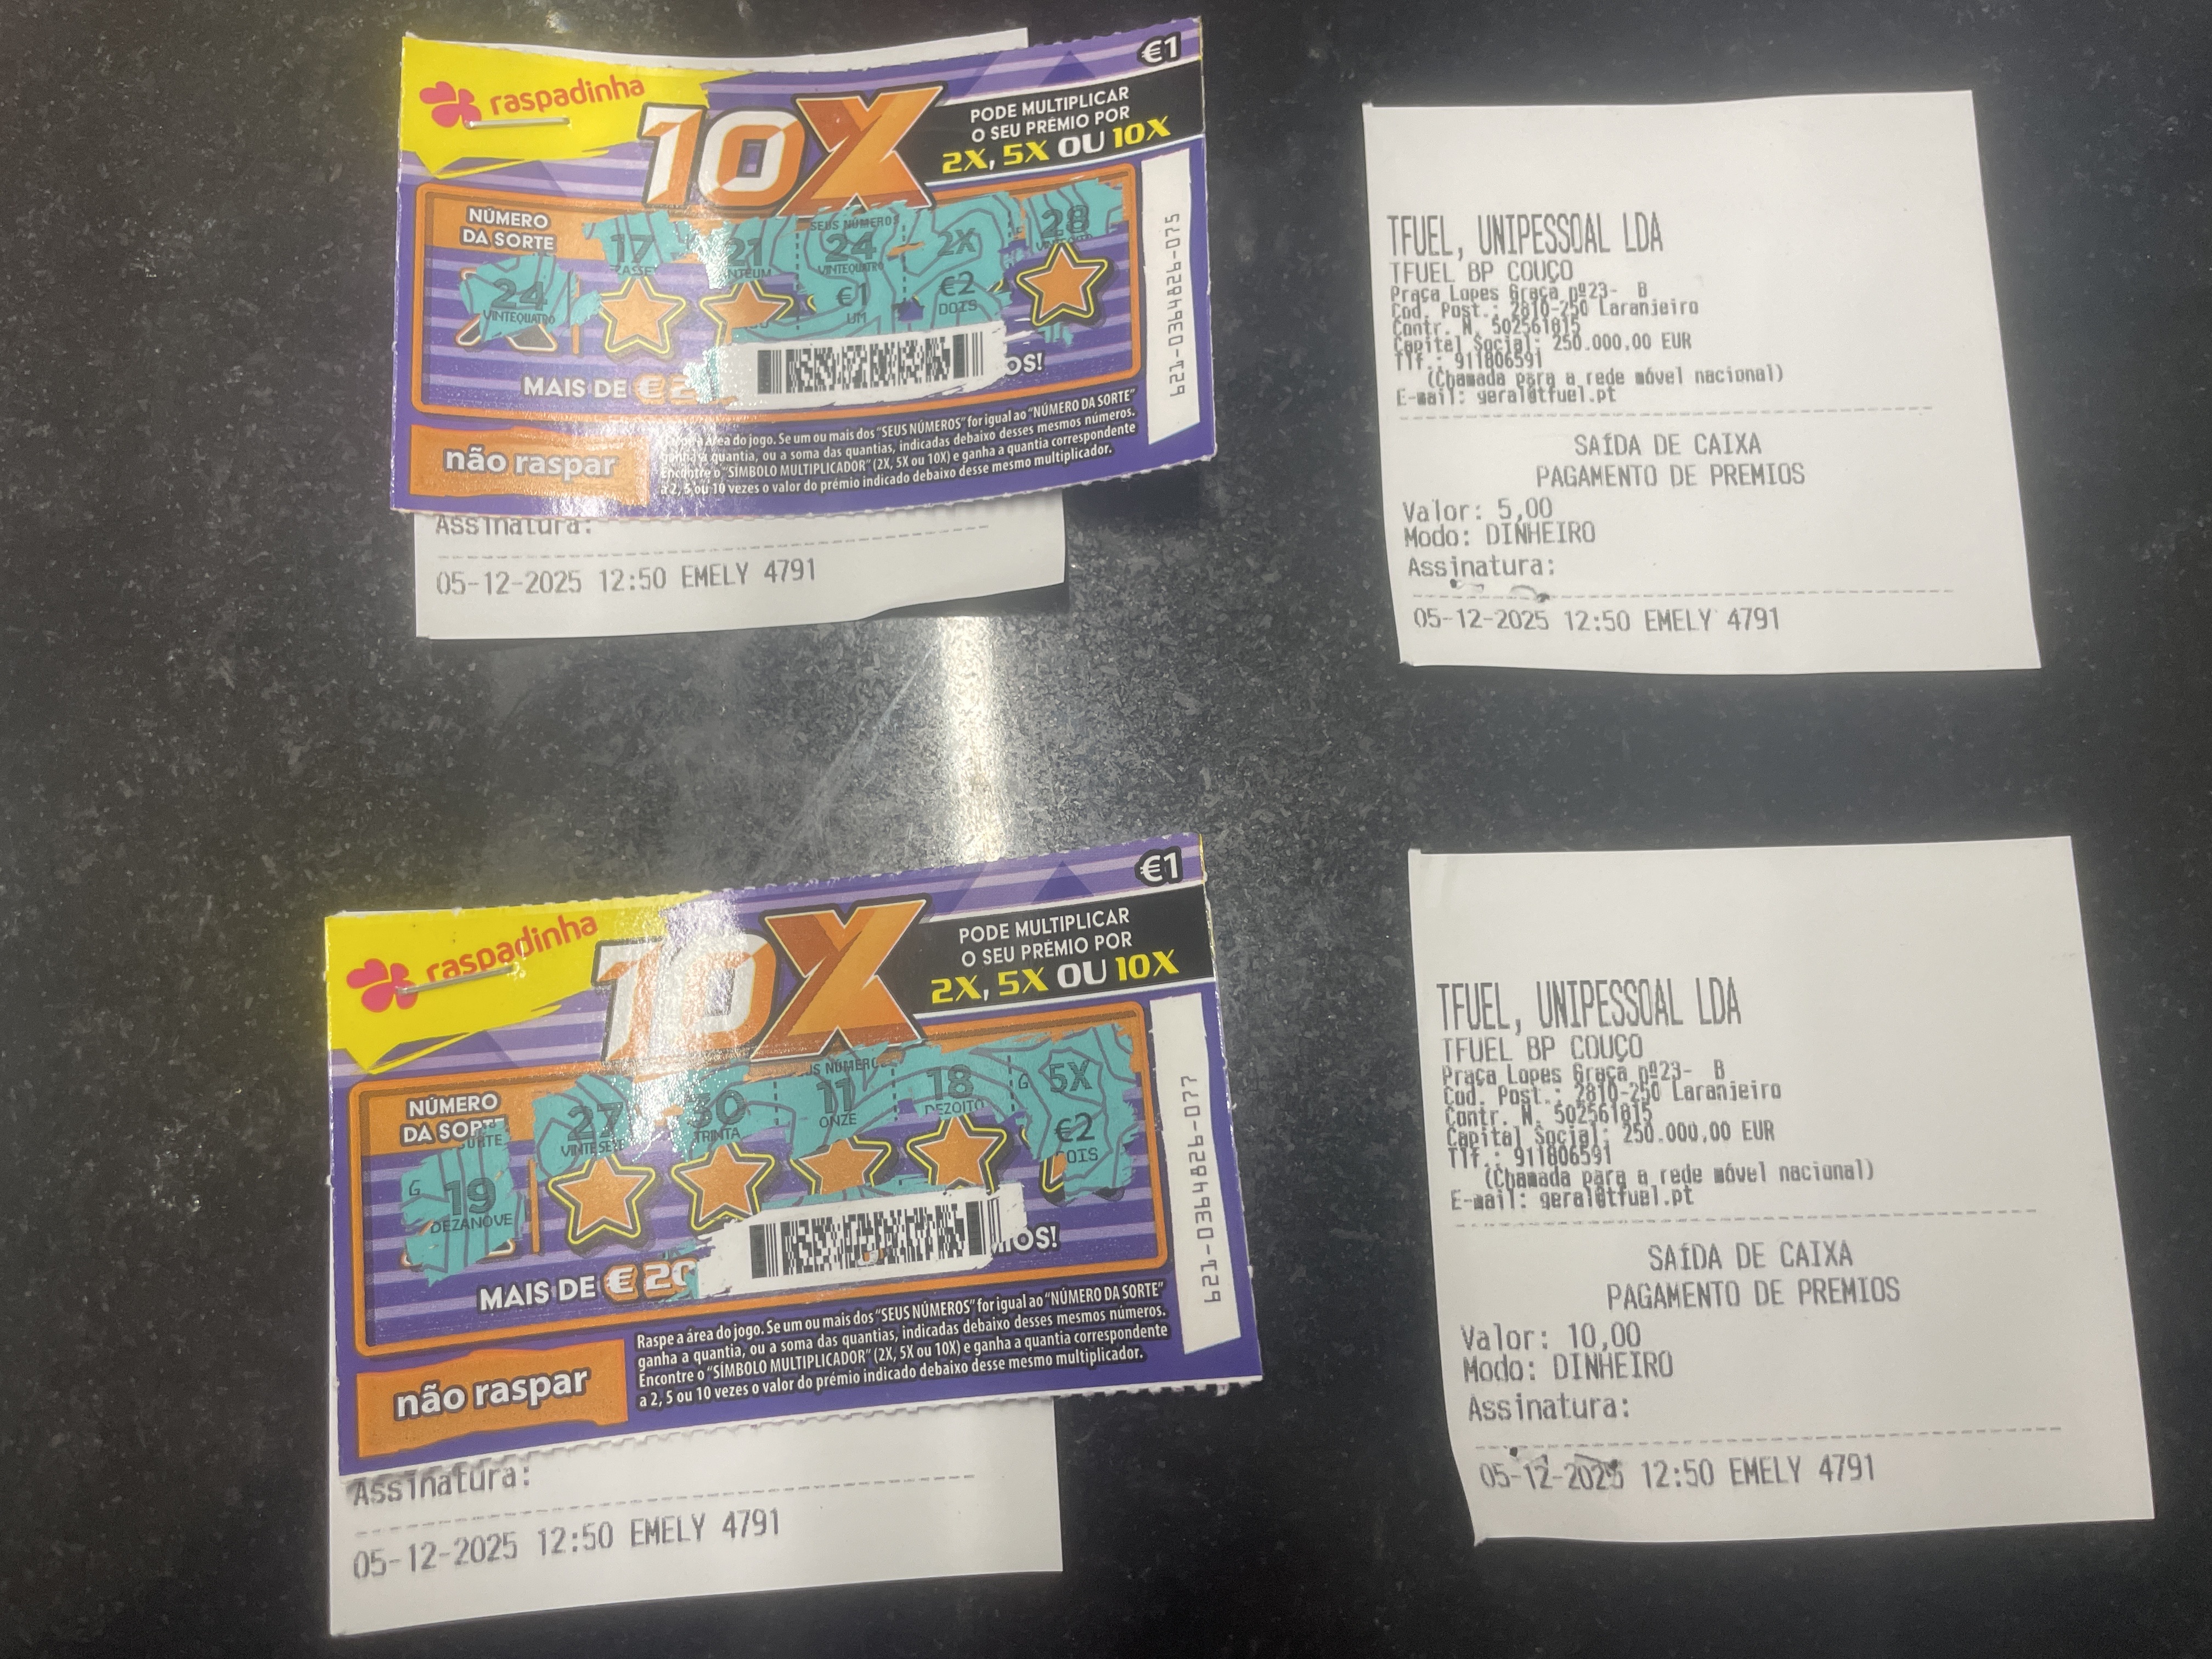 raspadinha
€1
10X
PODE MULTIPLICAR
O SEU PRÉMIO POR
2X, 5X OU 10X
NÚMERO
DA SORTE
SEUS NÚMEROS
17
21
24
VINTEQUATRO
€1
UM
2X
€2
DOIS
28
24
VINTEQUATRO
MAIS DE €
621-0364826-075
não raspar
área do jogo. Se um ou mais dos “SEUS NÚMEROS” for igual ao “NÚMERO DA SORTE”
ganha a quantia, ou a soma das quantias, indicadas debaixo desses mesmos números.
Encontre o “SÍMBOLO MULTIPLICADOR” (2X, 5X ou 10X) e ganha a quantia correspondente
a 2, 5 ou 10 vezes o valor do prémio indicado debaixo desse mesmo multiplicador.
Assinatura:
05-12-2025 12:50 EMELY 4791
TFUEL, UNIPESSOAL LDA
TFUEL BP COUÇO
Praça Lopes Graça nº23- B
Cod. Post.: 2810-250 Laranjeiro
Contr. N. 502561815
Capital Social: 250.000,00 EUR
Tlf.: 911806591
(Chamada para a rede móvel nacional)
E-mail: geral@tfuel.pt
SAÍDA DE CAIXA
PAGAMENTO DE PREMIOS
Valor: 5,00
Modo: DINHEIRO
Assinatura:
05-12-2025 12:50 EMELY 4791
raspadinha
€1
10X
PODE MULTIPLICAR
O SEU PRÉMIO POR
2X, 5X OU 10X
NÚMERO
DA SORTE
27
VINTESETE
30
TRINTA
11
ONZE
18
DEZOITO
G
5X
€2
G
19
DEZANOVE
MAIS DE € 20
621-0364826-077
não raspar
Raspe a área do jogo. Se um ou mais dos “SEUS NÚMEROS” for igual ao “NÚMERO DA SORTE”
ganha a quantia, ou a soma das quantias, indicadas debaixo desses mesmos números.
Encontre o “SÍMBOLO MULTIPLICADOR” (2X, 5X ou 10X) e ganha a quantia correspondente
a 2, 5 ou 10 vezes o valor do prémio indicado debaixo desse mesmo multiplicador.
Assinatura:
05-12-2025 12:50 EMELY 4791
TFUEL, UNIPESSOAL LDA
TFUEL BP COUÇO
Praça Lopes Graça nº23- B
Cod. Post.: 2810-250 Laranjeiro
Contr. N. 502561815
Capital Social: 250.000,00 EUR
Tlf.: 911806591
(Chamada para a rede móvel nacional)
E-mail: geral@tfuel.pt
SAÍDA DE CAIXA
PAGAMENTO DE PREMIOS
Valor: 10,00
Modo: DINHEIRO
Assinatura:
05-12-2025 12:50 EMELY 4791